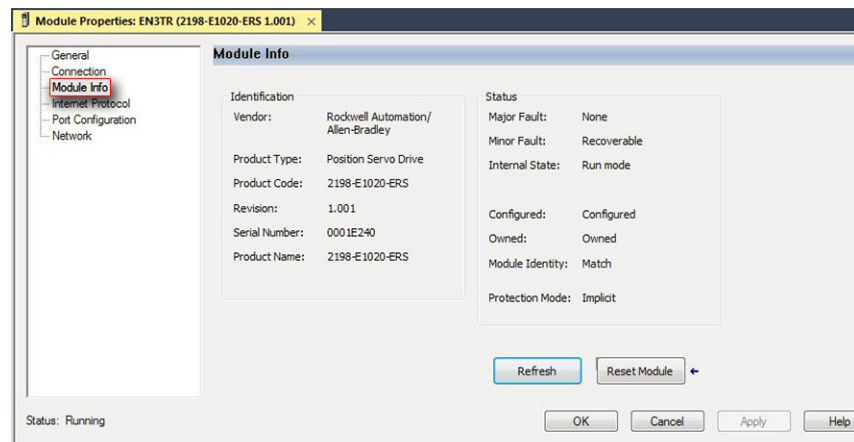 Module Properties: EN3TR (2198-E1020-ERS 1.001) ×
General
Connection
Module Info
Internet Protocol
Port Configuration
Network
Module Info
Identification
Vendor: Rockwell Automation/
Allen-Bradley
Product Type: Position Servo Drive
Product Code: 2198-E1020-ERS
Revision: 1.001
Serial Number: 0001E240
Product Name: 2198-E1020-ERS
Status
Major Fault: None
Minor Fault: Recoverable
Internal State: Run mode
Configured: Configured
Owned: Owned
Module Identity: Match
Protection Mode: Implicit
Refresh
Reset Module
Status: Running
OK
Cancel
Apply
Help